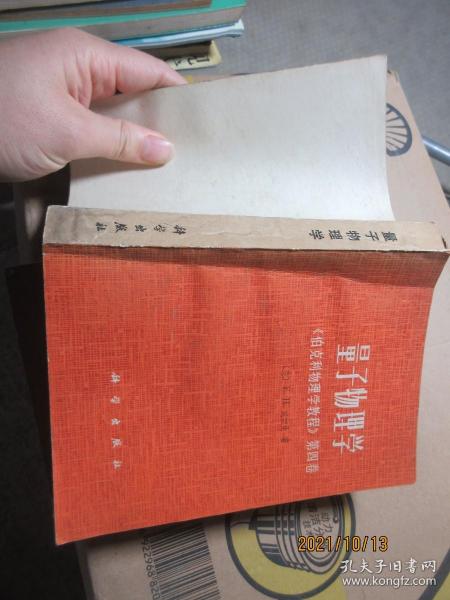 量子物理学
《伯克利物理学教程》第四卷
科学出版社
量子物理学
科学出版社
2021/10/13
孔夫子旧书网
www.kongfz.com